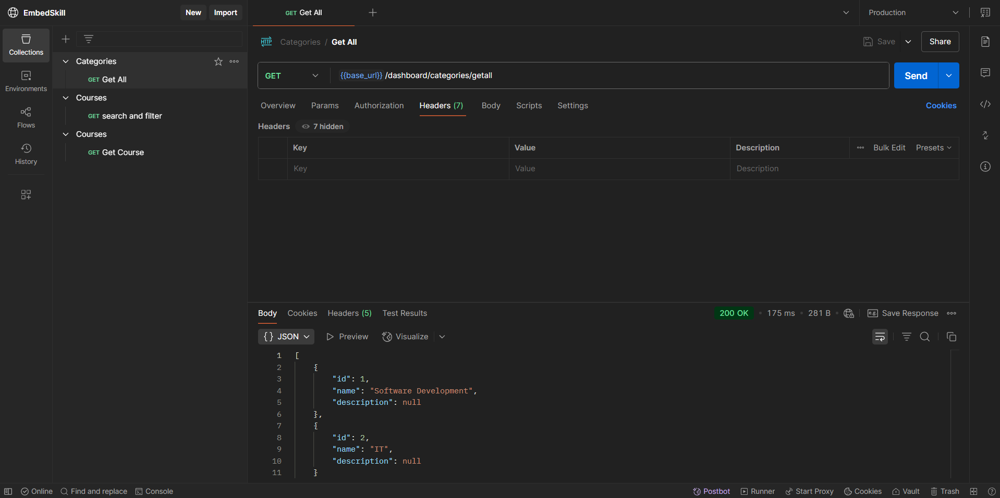 EmbedSkill
New
Import
GET Get All
Production
Collections
Environments
Flows
History
Categories
GET Get All
Courses
GET search and filter
Courses
GET Get Course
HTTP
Categories / Get All
Save
Share
GET
{{base_url}}/dashboard/categories/getall
Send
Overview
Params
Authorization
Headers (7)
Body
Scripts
Settings
Cookies
Headers
7 hidden
Key
Value
Description
Bulk Edit
Presets
Key
Value
Description
Body
Cookies
Headers (5)
Test Results
200 OK
175 ms
281 B
e.g.
Save Response
{} JSON
Preview
Visualize
1 [
2 {
3 "id": 1,
4 "name": "Software Development",
5 "description": null
6 },
7 {
8 "id": 2,
9 "name": "IT",
10 "description": null
11 }
Online
Find and replace
Console
Postbot
Runner
Start Proxy
Cookies
Vault
Trash